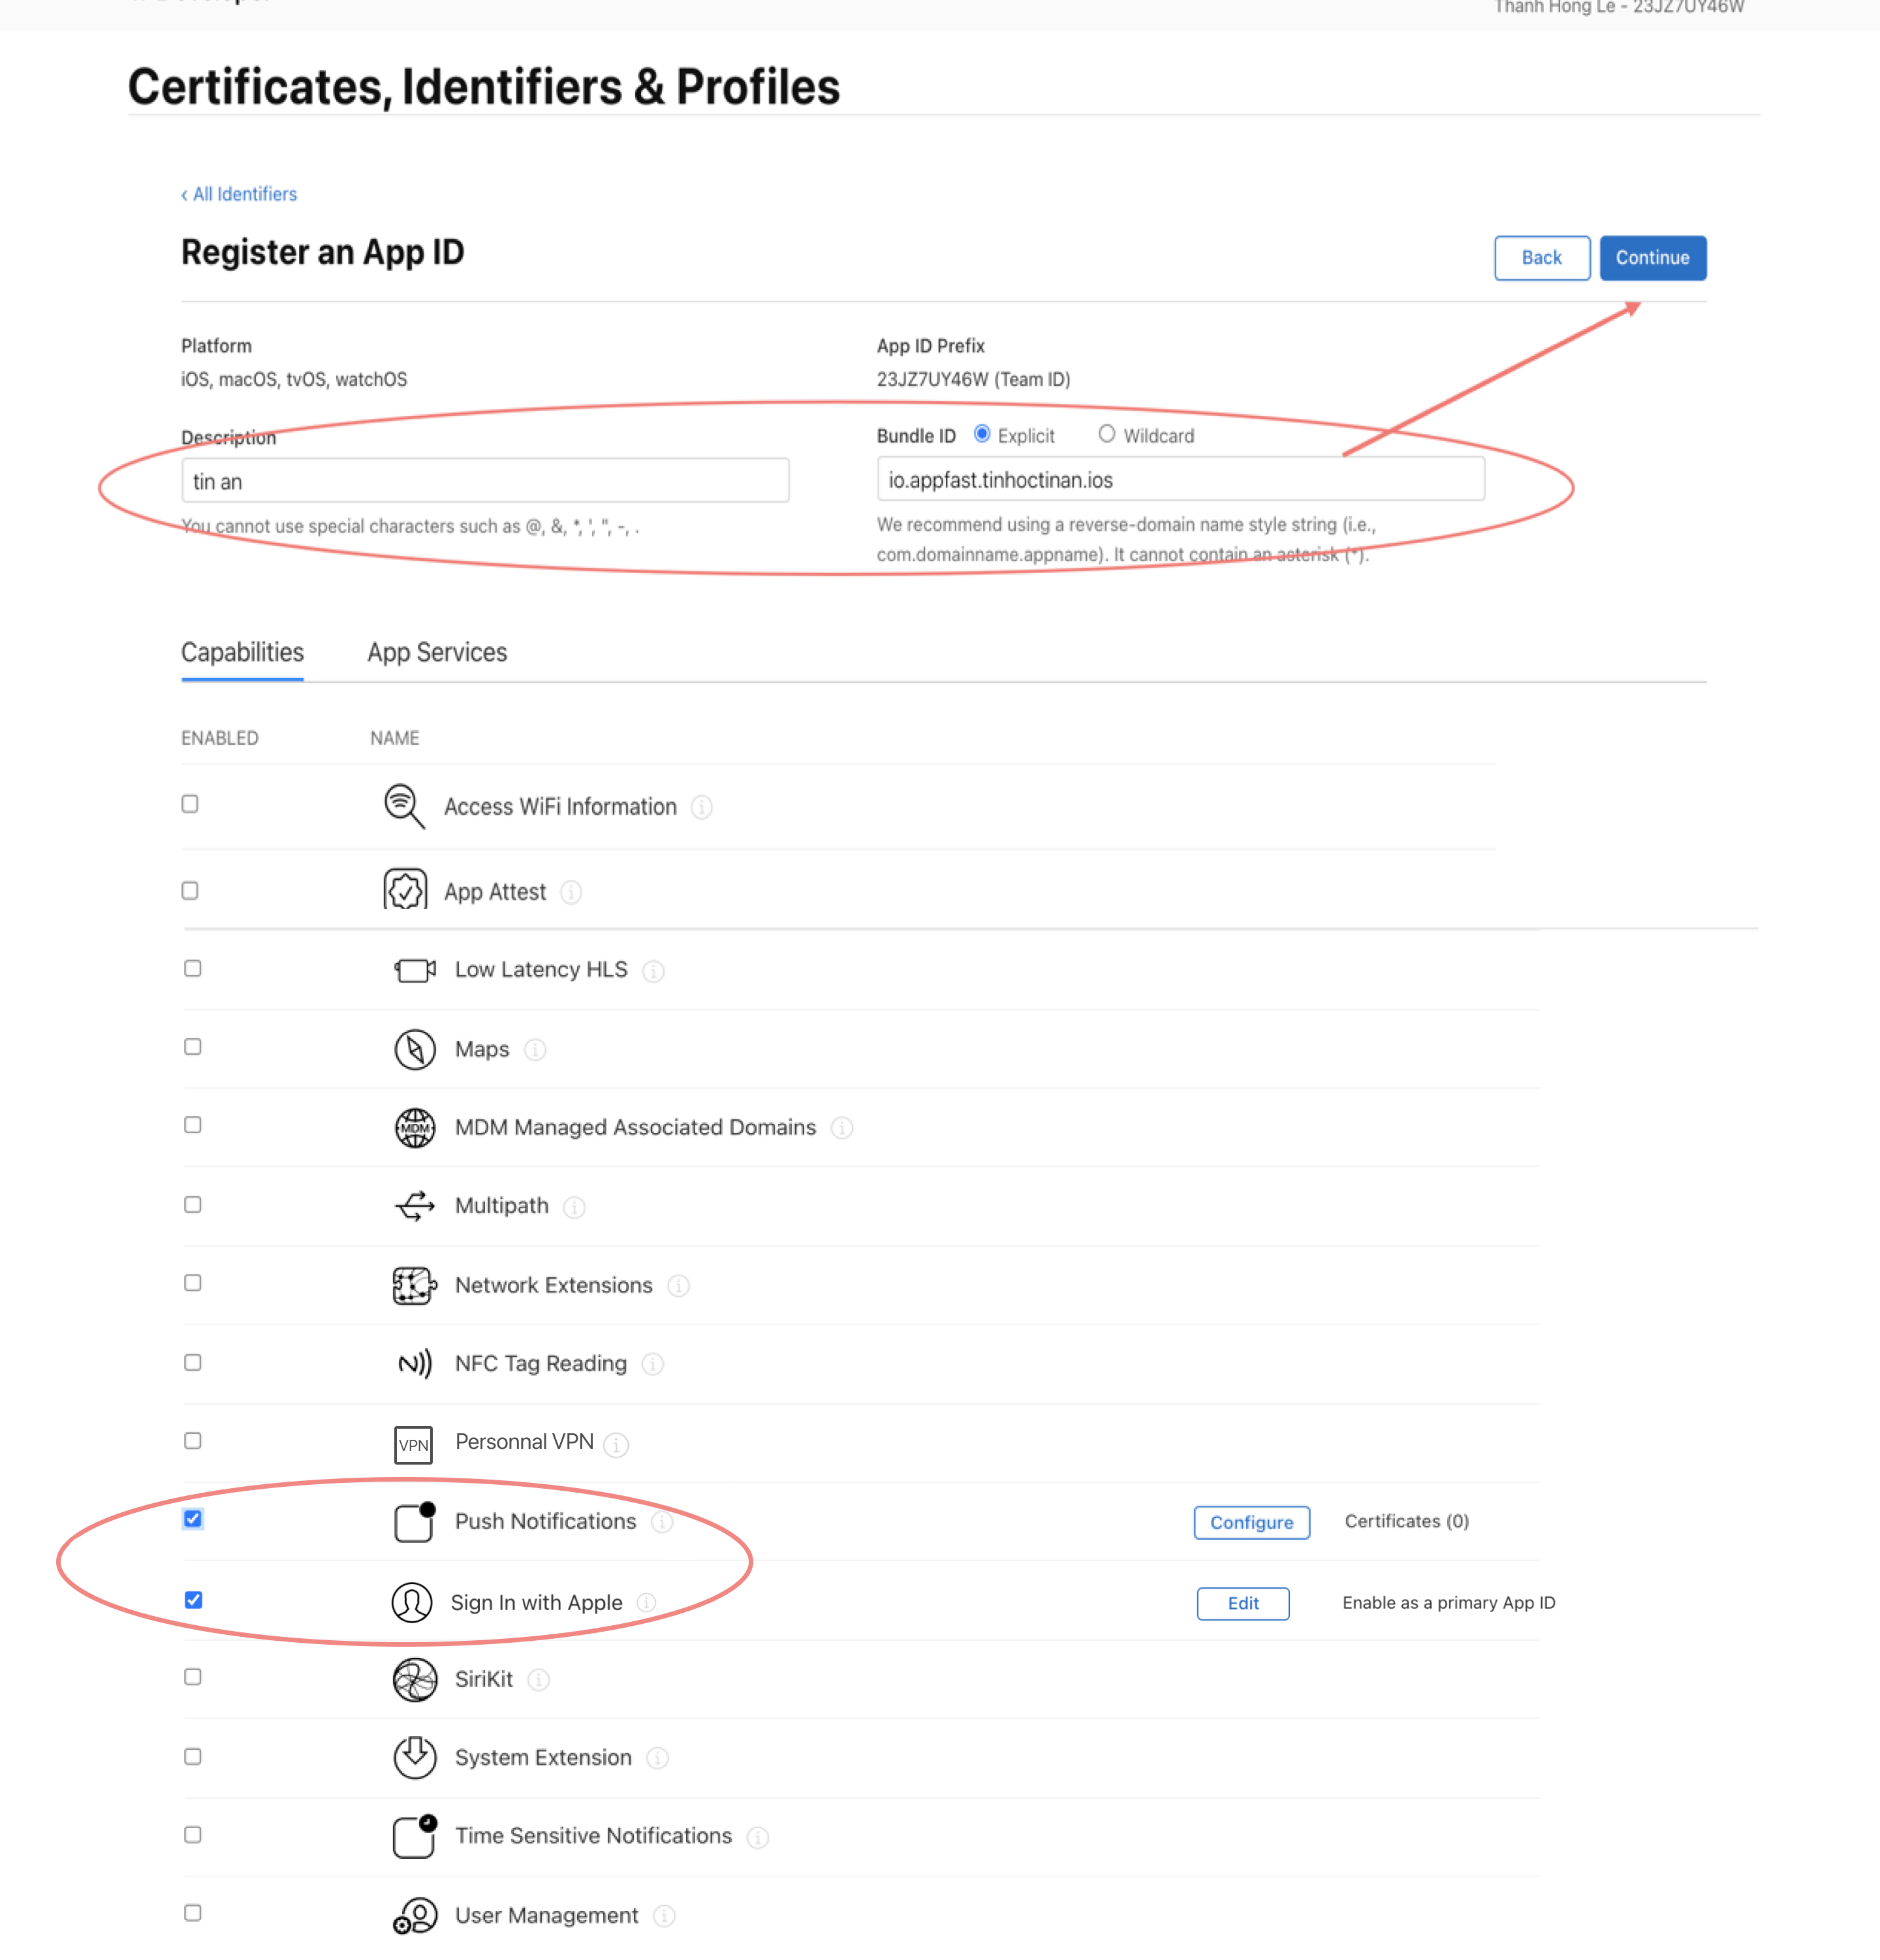 Thanh Hong Le - 23JZ7UY46W
Certificates, Identifiers & Profiles
‹ All Identifiers
Register an App ID
Back
Continue
Platform
App ID Prefix
iOS, macOS, tvOS, watchOS
23JZ7UY46W (Team ID)
Description
Bundle ID Explicit Wildcard
tin an
io.appfast.tinhoctinan.ios
You cannot use special characters such as @, &, *, ', ", -, .
We recommend using a reverse-domain name style string (i.e.,
com.domainname.appname). It cannot contain an asterisk (*).
Capabilities
App Services
ENABLED
NAME
Access WiFi Information
App Attest
Low Latency HLS
Maps
MDM
MDM Managed Associated Domains
Multipath
Network Extensions
NFC Tag Reading
VPN
Personnal VPN
Push Notifications
Configure
Certificates (0)
Sign In with Apple
Edit
Enable as a primary App ID
SiriKit
System Extension
Time Sensitive Notifications
User Management